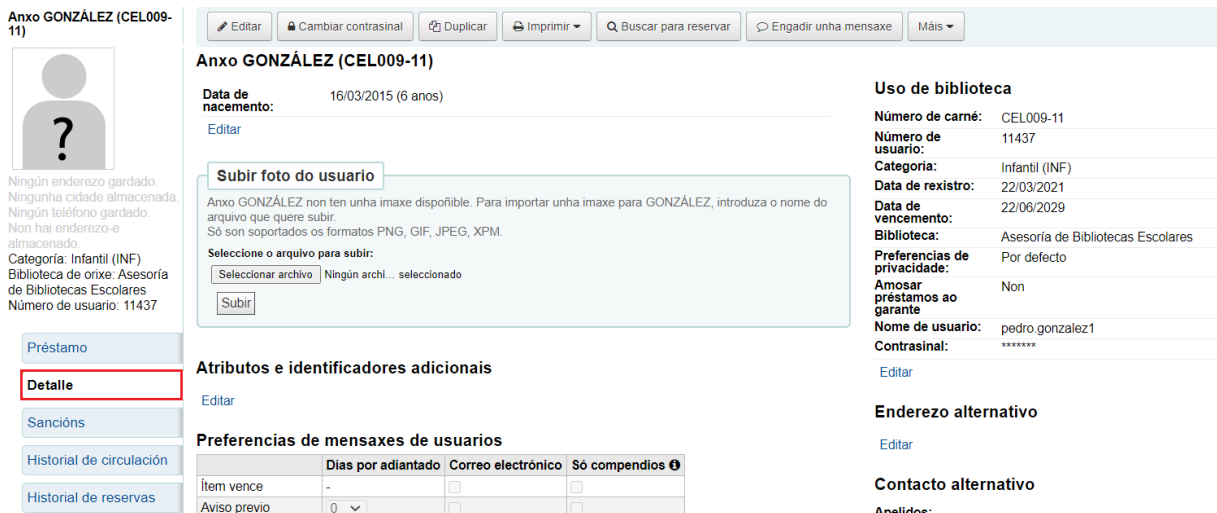 Anxo GONZÁLEZ (CEL009-
11)
Ningún enderezo gardado.
Ningunha cidade almacenada.
Ningún teléfono gardado.
Non hai enderezo-e
almacenado.
Categoría: Infantil (INF)
Biblioteca de orixe: Asesoría
de Bibliotecas Escolares
Número de usuario: 11437
Préstamo
Detalle
Sancións
Historial de circulación
Historial de reservas
Editar Cambiar contrasinal Duplicar Imprimir Buscar para reservar Engadir unha mensaxe Máis
Anxo GONZÁLEZ (CEL009-11)
Data de
nacemento: 16/03/2015 (6 anos)
Editar
Subir foto do usuario
Anxo GONZÁLEZ non ten unha imaxe dispoñible. Para importar unha imaxe para GONZÁLEZ, introduza o nome do
arquivo que quere subir.
Só son soportados os formatos PNG, GIF, JPEG, XPM.
Seleccione o arquivo para subir:
Seleccionar archivo Ningún archi... seleccionado
Subir
Atributos e identificadores adicionais
Editar
Preferencias de mensaxes de usuarios
Días por adiantado Correo electrónico Só compendios
Ítem vence -
Aviso previo 0
Uso de biblioteca
Número de carné: CEL009-11
Número de
usuario: 11437
Categoría: Infantil (INF)
Data de rexistro: 22/03/2021
Data de
vencemento: 22/06/2029
Biblioteca: Asesoría de Bibliotecas Escolares
Preferencias de
privacidade: Por defecto
Amosar
préstamos ao
garante Non
Nome de usuario: pedro.gonzalez1
Contrasinal: *******
Editar
Enderezo alternativo
Editar
Contacto alternativo
Apelidos: